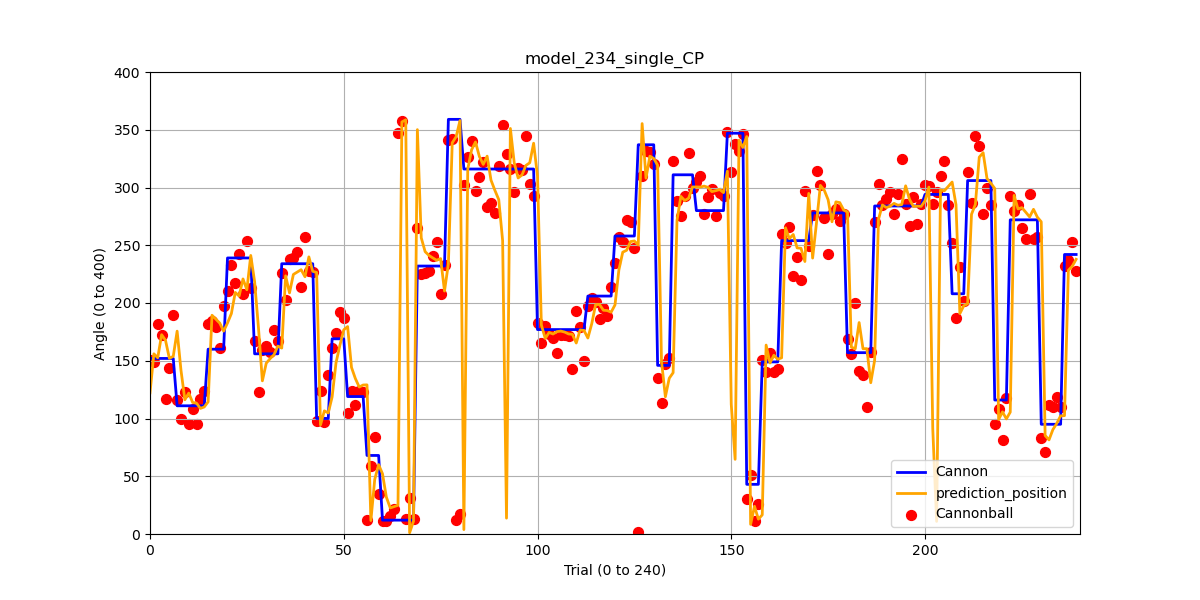 model_234_single_CP
400
350
300
250
200
150
100
50
0
Angle (0 to 400)
0 50 100 150 200
Trial (0 to 240)
Cannon
prediction_position
Cannonball